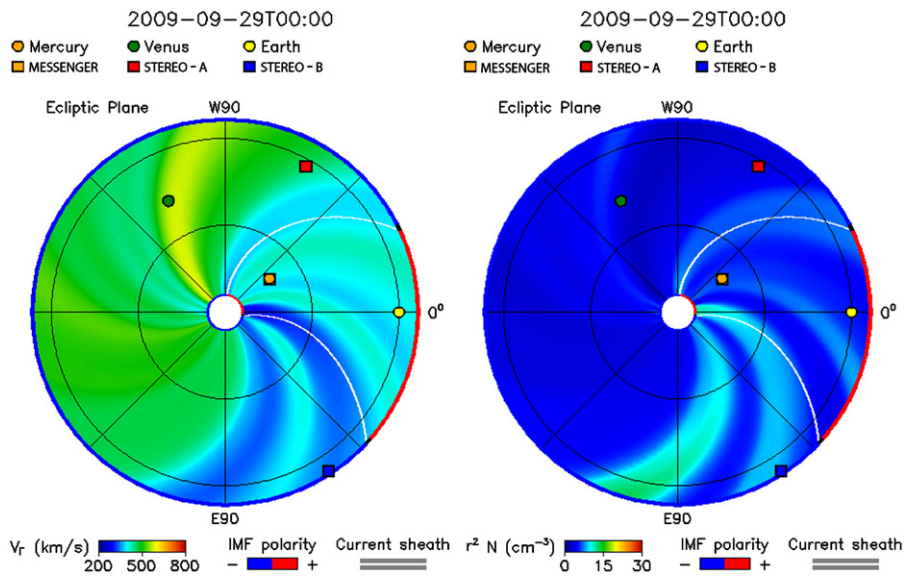 2009-09-29T00:00
Mercury Venus Earth
MESSENGER STEREO-A STEREO-B
Ecliptic Plane W90
0º
E90
Vr (km/s) IMF polarity Current sheath
200 500 800 - +
2009-09-29T00:00
Mercury Venus Earth
MESSENGER STEREO-A STEREO-B
Ecliptic Plane W90
0º
E90
r² N (cm⁻³) IMF polarity Current sheath
0 15 30 - +